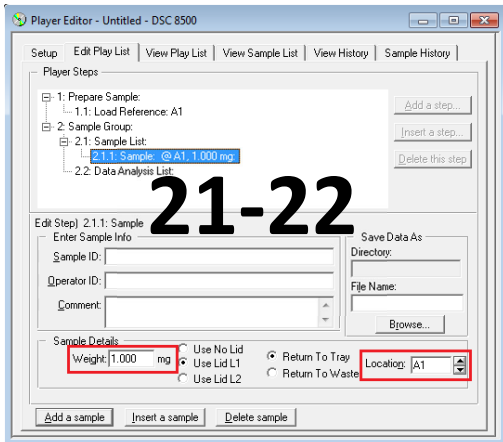 Player Editor - Untitled - DSC 8500
Setup Edit Play List View Play List View Sample List View History Sample History
Player Steps
1: Prepare Sample:
1.1: Load Reference: A1
2: Sample Group:
2.1: Sample List:
2.1.1: Sample: @ A1, 1.000 mg:
2.2: Data Analysis List:
Add a step...
Insert a step...
Delete this step
21-22
Edit Step) 2.1.1: Sample
Enter Sample Info
Sample ID:
Operator ID:
Comment:
Save Data As
Directory:
File Name:
Browse...
Sample Details
Weight: 1.000 mg
Use No Lid
Use Lid L1
Use Lid L2
Return To Tray
Return To Waste
Location: A1
Add a sample Insert a sample Delete sample